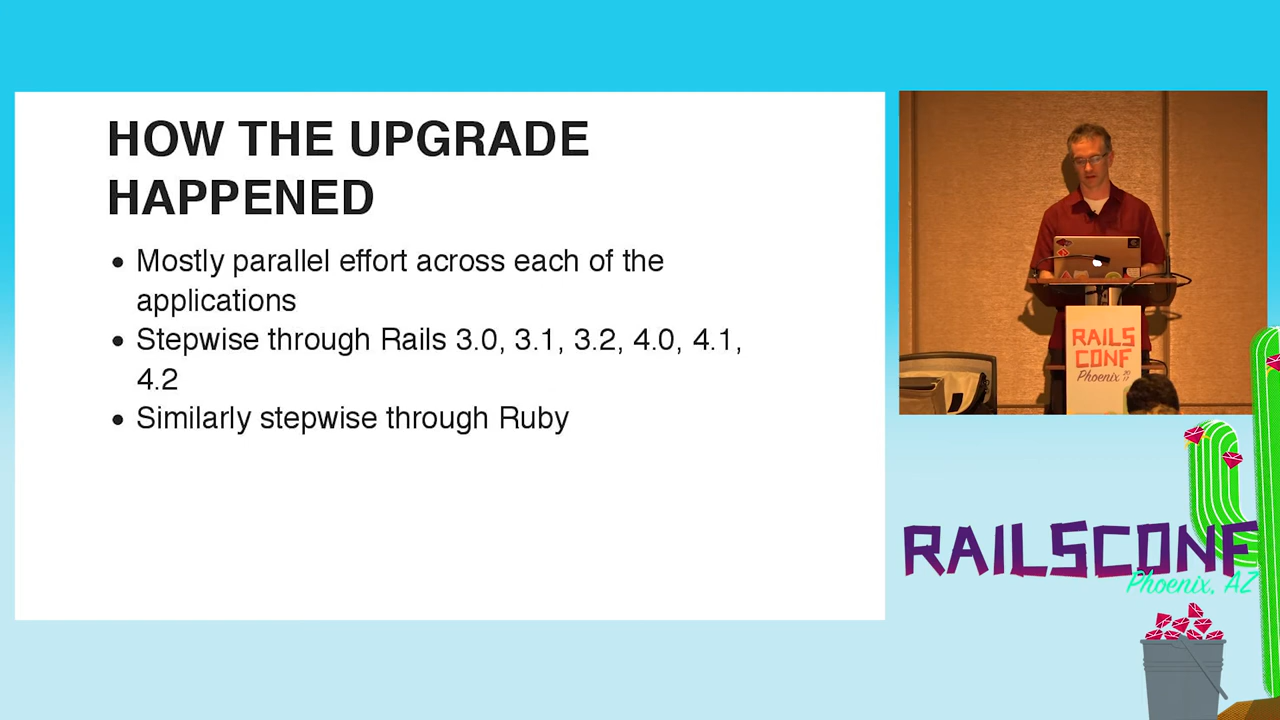 HOW THE UPGRADE
HAPPENED
• Mostly parallel effort across each of the
applications
• Stepwise through Rails 3.0, 3.1, 3.2, 4.0, 4.1,
4.2
• Similarly stepwise through Ruby
RAILS
CONF
Phoenix 2017
RAILSCONF
Phoenix, AZ